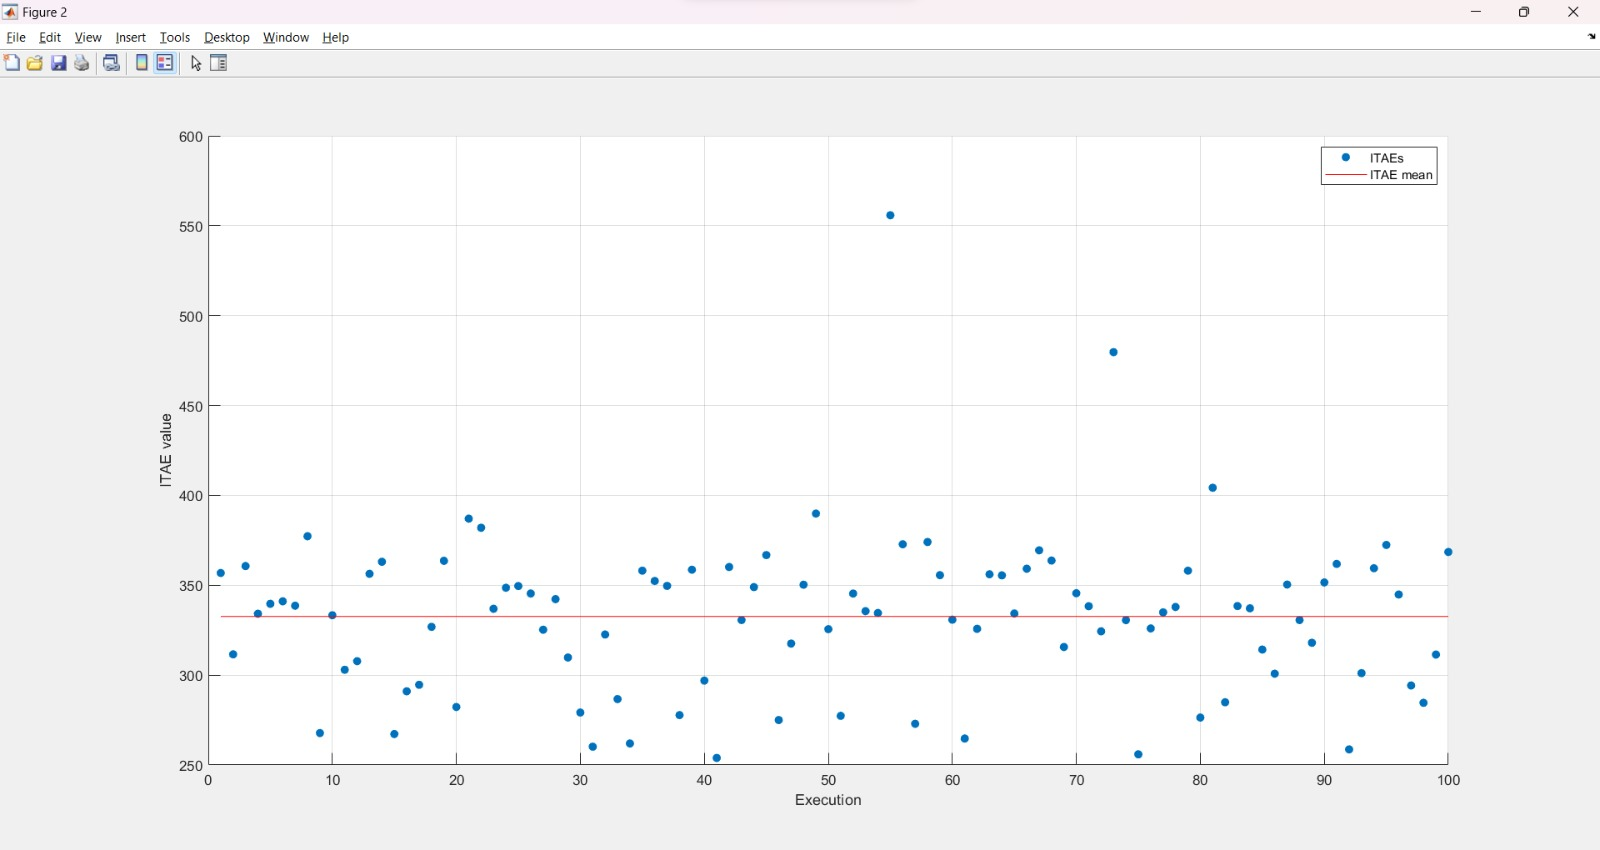 Figure 2
File Edit View Insert Tools Desktop Window Help
600
550
500
450
400
350
300
250
ITAE value
ITAEs
ITAE mean
0 10 20 30 40 50 60 70 80 90 100
Execution